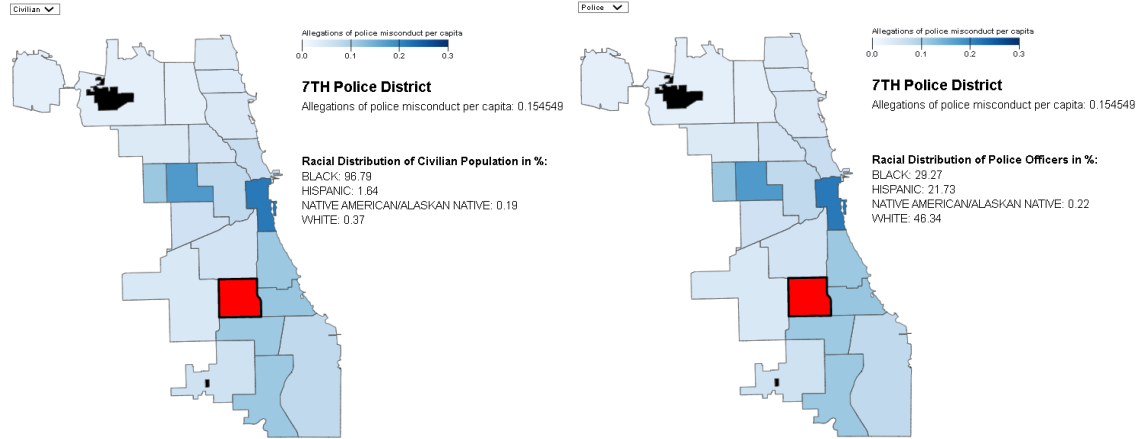 Civilian
Allegations of police misconduct per capita
0.0 0.1 0.2 0.3
7TH Police District
Allegations of police misconduct per capita: 0.154549
Racial Distribution of Civilian Population in %:
BLACK: 96.79
HISPANIC: 1.64
NATIVE AMERICAN/ALASKAN NATIVE: 0.19
WHITE: 0.37
Police
Allegations of police misconduct per capita
0.0 0.1 0.2 0.3
7TH Police District
Allegations of police misconduct per capita: 0.154549
Racial Distribution of Police Officers in %:
BLACK: 29.27
HISPANIC: 21.73
NATIVE AMERICAN/ALASKAN NATIVE: 0.22
WHITE: 46.34